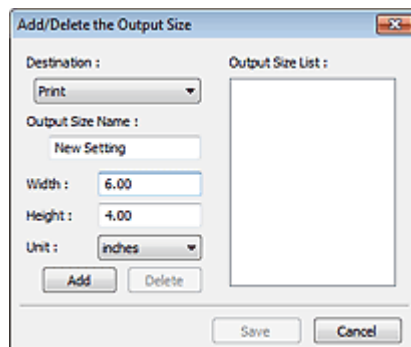 Add/Delete the Output Size
Destination :
Print
Output Size Name :
New Setting
Width :
6.00
Height :
4.00
Unit :
inches
Add
Delete
Output Size List :
Save
Cancel